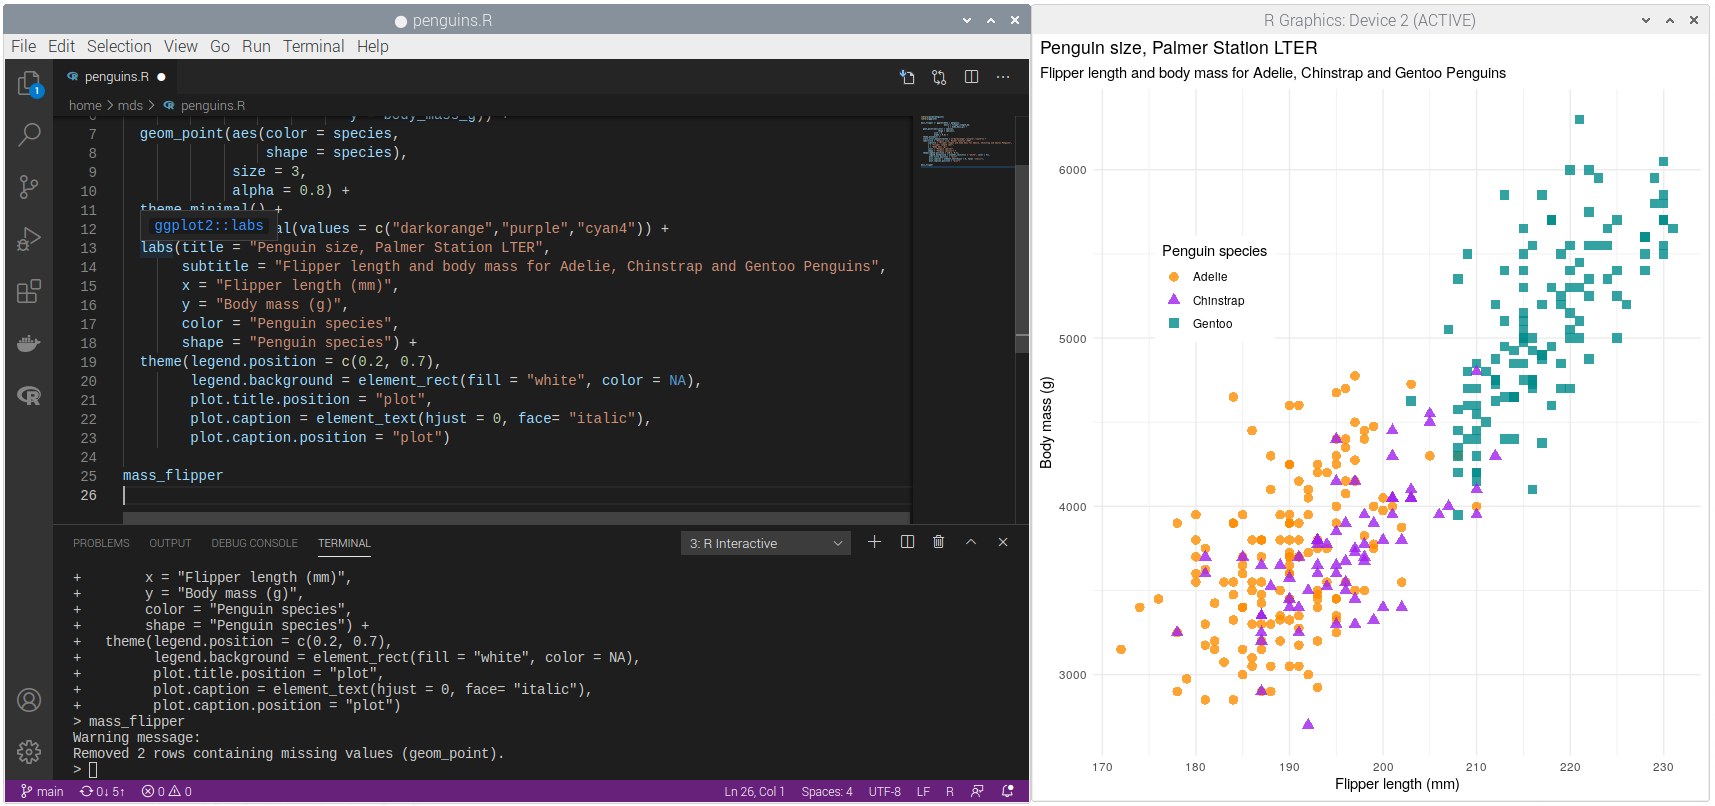 penguins.R
File Edit Selection View Go Run Terminal Help
penguins.R
1
home > mds > penguins.R
7 geom_point(aes(color = species,
8 shape = species),
9 size = 3,
10 alpha = 0.8) +
11 theme_minimal() +
ggplot2::labs
12 al(values = c("darkorange","purple","cyan4")) +
13 labs(title = "Penguin size, Palmer Station LTER",
14 subtitle = "Flipper length and body mass for Adelie, Chinstrap and Gentoo Penguins",
15 x = "Flipper length (mm)",
16 y = "Body mass (g)",
17 color = "Penguin species",
18 shape = "Penguin species") +
19 theme(legend.position = c(0.2, 0.7),
20 legend.background = element_rect(fill = "white", color = NA),
21 plot.title.position = "plot",
22 plot.caption = element_text(hjust = 0, face= "italic"),
23 plot.caption.position = "plot")
24
25 mass_flipper
26
PROBLEMS OUTPUT DEBUG CONSOLE TERMINAL
3: R Interactive
+ x = "Flipper length (mm)",
+ y = "Body mass (g)",
+ color = "Penguin species",
+ shape = "Penguin species") +
+ theme(legend.position = c(0.2, 0.7),
+ legend.background = element_rect(fill = "white", color = NA),
+ plot.title.position = "plot",
+ plot.caption = element_text(hjust = 0, face= "italic"),
+ plot.caption.position = "plot")
> mass_flipper
Warning message:
Removed 2 rows containing missing values (geom_point).
>
main 0↓ 5↑ 0 0 Ln 26, Col 1 Spaces: 4 UTF-8 LF R
R Graphics: Device 2 (ACTIVE)
Penguin size, Palmer Station LTER
Flipper length and body mass for Adelie, Chinstrap and Gentoo Penguins
Penguin species
Adelie
Chinstrap
Gentoo
6000
5000
4000
3000
Body mass (g)
170 180 190 200 210 220 230
Flipper length (mm)